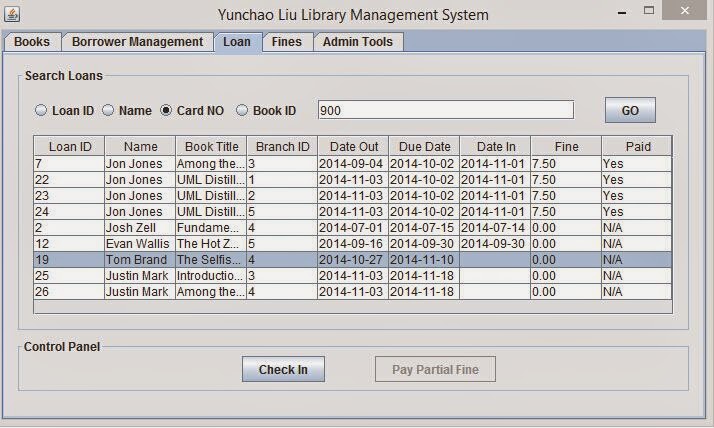 Yunchao Liu Library Management System
Books Borrower Management Loan Fines Admin Tools
Search Loans
Loan ID Name Card NO Book ID 900 GO
Loan ID Name Book Title Branch ID Date Out Due Date Date In Fine Paid
7 Jon Jones Among the... 3 2014-09-04 2014-10-02 2014-11-01 7.50 Yes
22 Jon Jones UML Distill... 1 2014-11-03 2014-10-02 2014-11-01 7.50 Yes
23 Jon Jones UML Distill... 2 2014-11-03 2014-10-02 2014-11-01 7.50 Yes
24 Jon Jones UML Distill... 5 2014-11-03 2014-10-02 2014-11-01 7.50 Yes
2 Josh Zell Fundame... 4 2014-07-01 2014-07-15 2014-07-14 0.00 N/A
12 Evan Wallis The Hot Z... 5 2014-09-16 2014-09-30 2014-09-30 0.00 N/A
19 Tom Brand The Selfis... 4 2014-10-27 2014-11-10 0.00 N/A
25 Justin Mark Introductio... 3 2014-11-03 2014-11-18 0.00 N/A
26 Justin Mark Among the... 4 2014-11-03 2014-11-18 0.00 N/A
Control Panel
Check In Pay Partial Fine